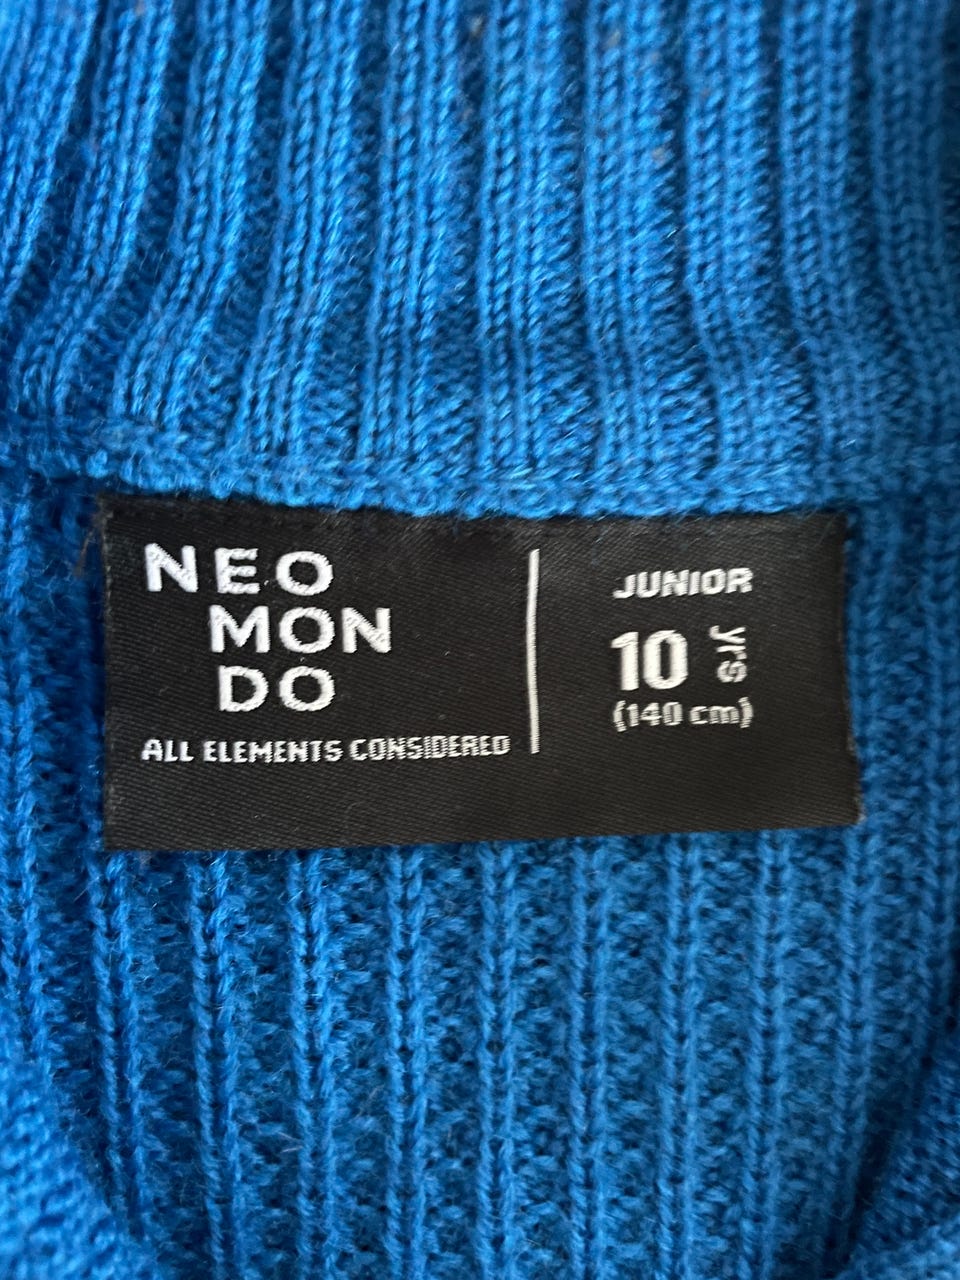 NEO
MON
DO
ALL ELEMENTS CONSIDERED
JUNIOR
10 yrs
(140 cm)